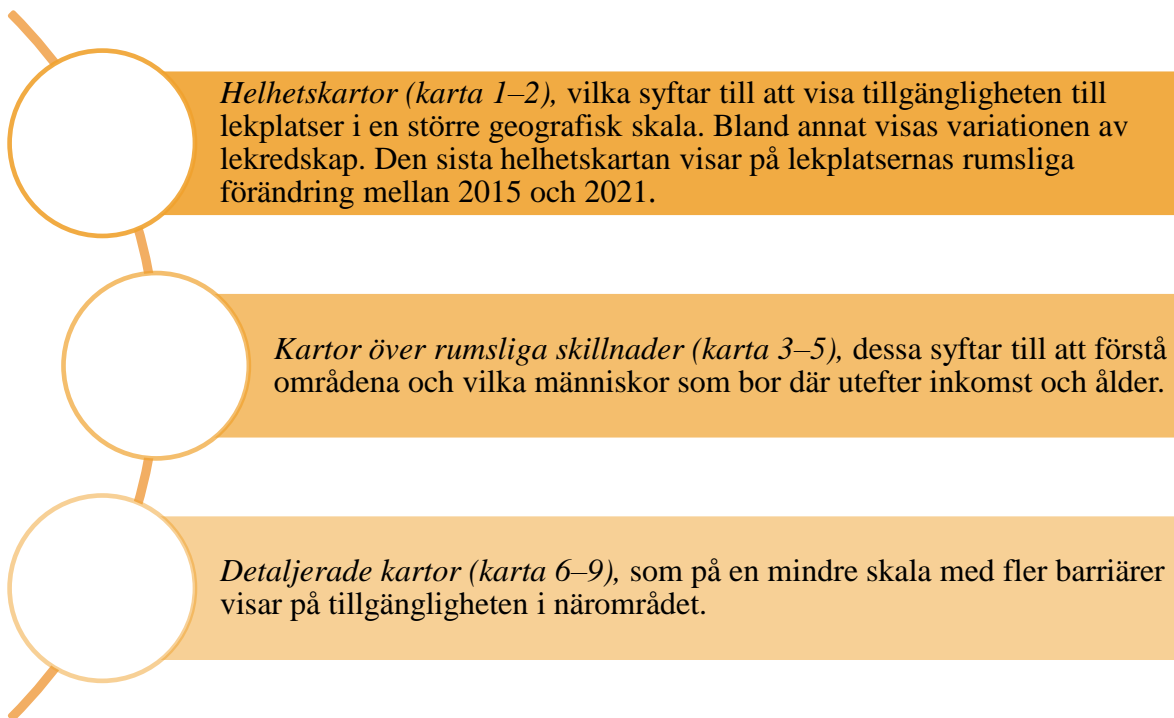 Helhetskartor (karta 1–2), vilka syftar till att visa tillgängligheten till
lekplatser i en större geografisk skala. Bland annat visas variationen av
lekredskap. Den sista helhetskartan visar på lekplatsernas rumsliga
förändring mellan 2015 och 2021.
Kartor över rumsliga skillnader (karta 3–5), dessa syftar till att förstå
områdena och vilka människor som bor där utefter inkomst och ålder.
Detaljerade kartor (karta 6–9), som på en mindre skala med fler barriärer
visar på tillgängligheten i närområdet.